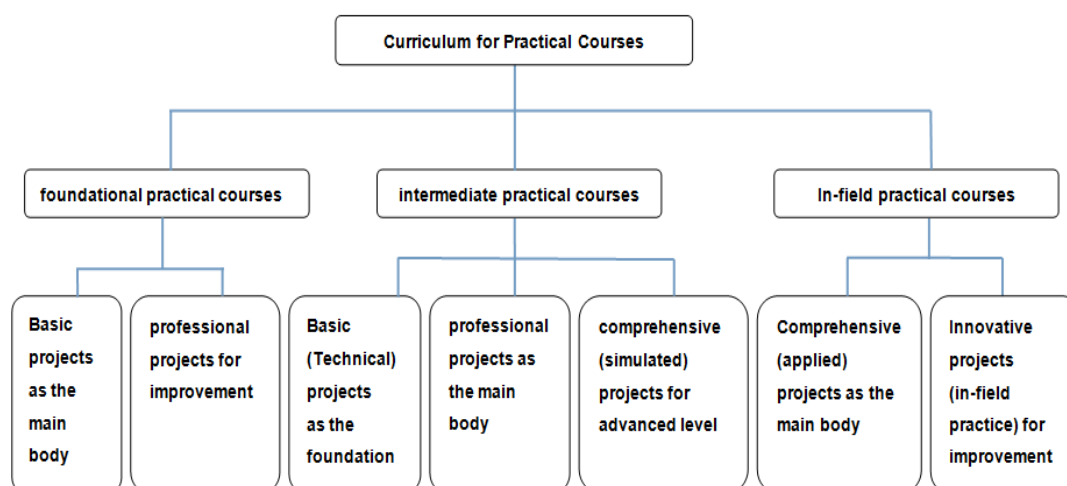 Curriculum for Practical Courses
foundational practical courses
intermediate practical courses
In-field practical courses
Basic
projects
as the
main
body
professional
projects for
improvement
Basic
(Technical)
projects
as the
foundation
professional
projects as
the main
body
comprehensive
(simulated)
projects for
advanced level
Comprehensive
(applied)
projects as the
main body
Innovative
projects
(in-field
practice) for
improvement